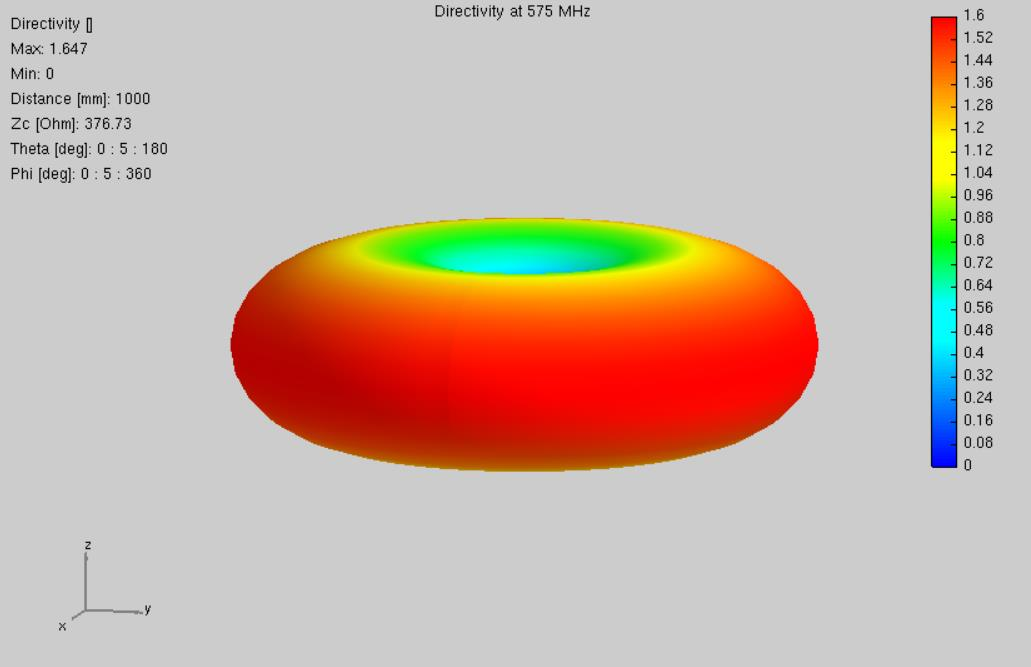 Directivity at 575 MHz
Directivity []
Max: 1.647
Min: 0
Distance [mm]: 1000
Zc [Ohm]: 376.73
Theta [deg]: 0 : 5 : 180
Phi [deg]: 0 : 5 : 360
1.6
1.52
1.44
1.36
1.28
1.2
1.12
1.04
0.96
0.88
0.8
0.72
0.64
0.56
0.48
0.4
0.32
0.24
0.16
0.08
0
z
y
x